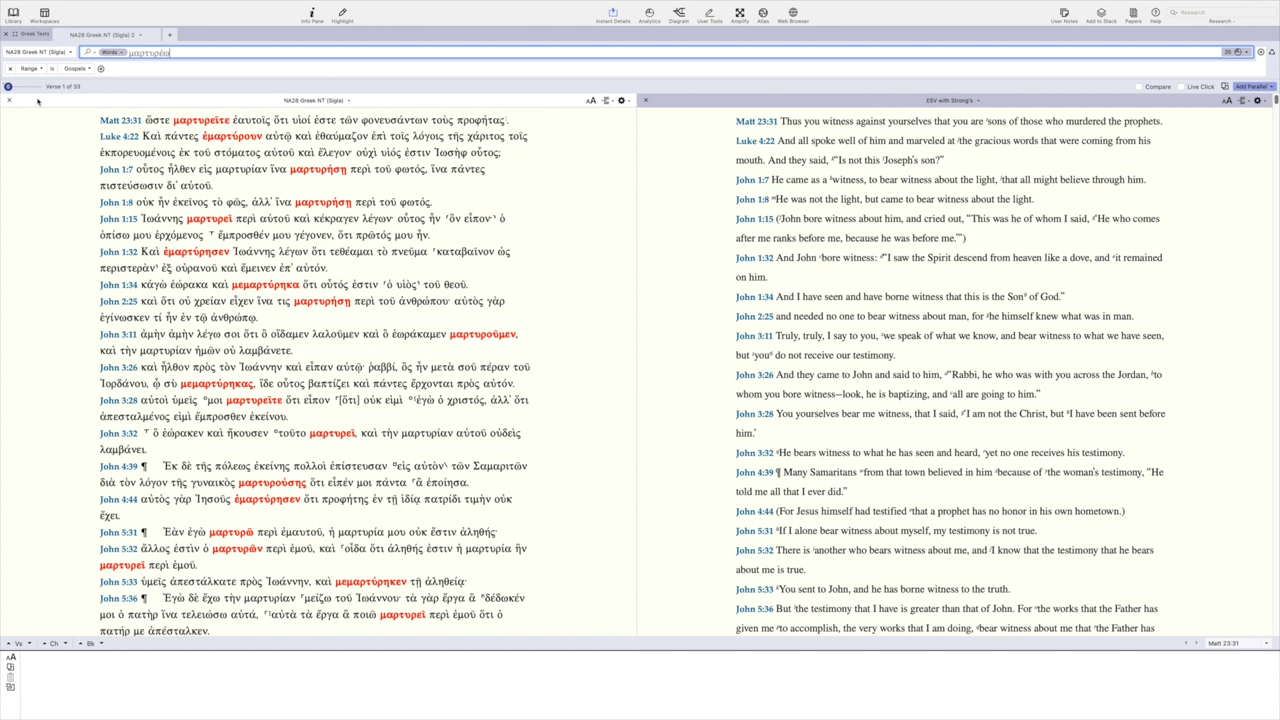 Library Workspaces Info Pane Highlight Instant Details Analytics Diagram User Tools Amplify Atlas Web Browser User Notes Add to Stack Papers Help Research
Research
Greek Texts NA28 Greek NT (Sigla) 2
NA28 Greek NT (Sigla) Words μαρτυρέω 35
Range is Gospels
Verse 1 of 33 Compare Live Click Add Parallel
NA28 Greek NT (Sigla)
Matt 23:31 ὥστε μαρτυρεῖτε ἑαυτοῖς ὅτι υἱοί ἐστε τῶν φονευσάντων τοὺς προφήτας.
Luke 4:22 Καὶ πάντες ἐμαρτύρουν αὐτῷ καὶ ἐθαύμαζον ἐπὶ τοῖς λόγοις τῆς χάριτος τοῖς
ἐκπορευομένοις ἐκ τοῦ στόματος αὐτοῦ καὶ ἔλεγον· οὐχὶ υἱός ἐστιν Ἰωσὴφ οὗτος;
John 1:7 οὗτος ἦλθεν εἰς μαρτυρίαν ἵνα μαρτυρήσῃ περὶ τοῦ φωτός, ἵνα πάντες
πιστεύσωσιν δι᾽ αὐτοῦ.
John 1:8 οὐκ ἦν ἐκεῖνος τὸ φῶς, ἀλλ᾽ ἵνα μαρτυρήσῃ περὶ τοῦ φωτός.
John 1:15 Ἰωάννης μαρτυρεῖ περὶ αὐτοῦ καὶ κέκραγεν λέγων· οὗτος ἦν ⸂ὃν εἶπον⸃· ὁ
ὀπίσω μου ἐρχόμενος ⸆ ἔμπροσθέν μου γέγονεν, ὅτι πρῶτός μου ἦν.
John 1:32 Καὶ ἐμαρτύρησεν Ἰωάννης λέγων ὅτι τεθέαμαι τὸ πνεῦμα ⸂καταβαῖνον ὡς
περιστερὰν⸃ ἐξ οὐρανοῦ καὶ ἔμεινεν ἐπ᾽ αὐτόν.
John 1:34 κἀγὼ ἑώρακα καὶ μεμαρτύρηκα ὅτι οὗτός ἐστιν ⸂ὁ υἱὸς⸃ τοῦ θεοῦ.
John 2:25 καὶ ὅτι οὐ χρείαν εἶχεν ἵνα τις μαρτυρήσῃ περὶ τοῦ ἀνθρώπου· αὐτὸς γὰρ
ἐγίνωσκεν τί ἦν ἐν τῷ ἀνθρώπῳ.
John 3:11 ἀμὴν ἀμὴν λέγω σοι ὅτι ὃ οἴδαμεν λαλοῦμεν καὶ ὃ ἑωράκαμεν μαρτυροῦμεν,
καὶ τὴν μαρτυρίαν ἡμῶν οὐ λαμβάνετε.
John 3:26 καὶ ἦλθον πρὸς τὸν Ἰωάννην καὶ εἶπαν αὐτῷ· ῥαββί, ὃς ἦν μετὰ σοῦ πέραν τοῦ
Ἰορδάνου, ᾧ σὺ μεμαρτύρηκας, ἴδε οὗτος βαπτίζει καὶ πάντες ἔρχονται πρὸς αὐτόν.
John 3:28 αὐτοὶ ὑμεῖς ⸰μοι μαρτυρεῖτε ὅτι εἶπον ⸂[ὅτι] οὐκ εἰμὶ ⸰ἐγὼ ὁ χριστός, ἀλλ᾽ ὅτι
ἀπεσταλμένος εἰμὶ ἔμπροσθεν ἐκείνου.
John 3:32 ⸆ ὃ ἑώρακεν καὶ ἤκουσεν ⸰τοῦτο μαρτυρεῖ, καὶ τὴν μαρτυρίαν αὐτοῦ οὐδεὶς
λαμβάνει.
John 4:39 ¶ Ἐκ δὲ τῆς πόλεως ἐκείνης πολλοὶ ἐπίστευσαν ⸋εἰς αὐτὸν⸌ τῶν Σαμαριτῶν
διὰ τὸν λόγον τῆς γυναικὸς μαρτυρούσης ὅτι εἶπέν μοι πάντα ⸀ἃ ἐποίησα.
John 4:44 αὐτὸς γὰρ Ἰησοῦς ἐμαρτύρησεν ὅτι προφήτης ἐν τῇ ἰδίᾳ πατρίδι τιμὴν οὐκ
ἔχει.
John 5:31 ¶ Ἐὰν ἐγὼ μαρτυρῶ περὶ ἐμαυτοῦ, ἡ μαρτυρία μου οὐκ ἔστιν ἀληθής·
John 5:32 ἄλλος ἐστὶν ὁ μαρτυρῶν περὶ ἐμοῦ, καὶ ⸀οἶδα ὅτι ἀληθής ἐστιν ἡ μαρτυρία ἣν
μαρτυρεῖ περὶ ἐμοῦ.
John 5:33 ὑμεῖς ἀπεστάλκατε πρὸς Ἰωάννην, καὶ μεμαρτύρηκεν τῇ ἀληθείᾳ·
John 5:36 ¶ Ἐγὼ δὲ ἔχω τὴν μαρτυρίαν ⸀μείζω τοῦ Ἰωάννου· τὰ γὰρ ἔργα ἃ ⸀δέδωκέν
μοι ὁ πατὴρ ἵνα τελειώσω αὐτά, ⸀¹αὐτὰ τὰ ἔργα ἃ ποιῶ μαρτυρεῖ περὶ ἐμοῦ ὅτι ὁ
πατήρ με ἀπέσταλκεν.
ESV with Strong's
Matt 23:31 Thus you witness against yourselves that you are sons of those who murdered the prophets.
Luke 4:22 And all spoke well of him and marveled at the gracious words that were coming from his
mouth. And they said, “Is not this Joseph's son?”
John 1:7 He came as a witness, to bear witness about the light, that all might believe through him.
John 1:8 He was not the light, but came to bear witness about the light.
John 1:15 (John bore witness about him, and cried out, “This was he of whom I said, ‘He who comes
after me ranks before me, because he was before me.’”)
John 1:32 And John bore witness: “I saw the Spirit descend from heaven like a dove, and it remained
on him.
John 1:34 And I have seen and have borne witness that this is the Son of God.”
John 2:25 and needed no one to bear witness about man, for he himself knew what was in man.
John 3:11 Truly, truly, I say to you, we speak of what we know, and bear witness to what we have seen,
but you do not receive our testimony.
John 3:26 And they came to John and said to him, “Rabbi, he who was with you across the Jordan, to
whom you bore witness—look, he is baptizing, and all are going to him.”
John 3:28 You yourselves bear me witness, that I said, ‘I am not the Christ, but I have been sent before
him.’
John 3:32 He bears witness to what he has seen and heard, yet no one receives his testimony.
John 4:39 ¶ Many Samaritans from that town believed in him because of the woman's testimony, “He
told me all that I ever did.”
John 4:44 (For Jesus himself had testified that a prophet has no honor in his own hometown.)
John 5:31 If I alone bear witness about myself, my testimony is not true.
John 5:32 There is another who bears witness about me, and I know that the testimony that he bears
about me is true.
John 5:33 You sent to John, and he has borne witness to the truth.
John 5:36 But the testimony that I have is greater than that of John. For the works that the Father has
given me to accomplish, the very works that I am doing, bear witness about me that the Father has
Vs Ch Bk Matt 23:31